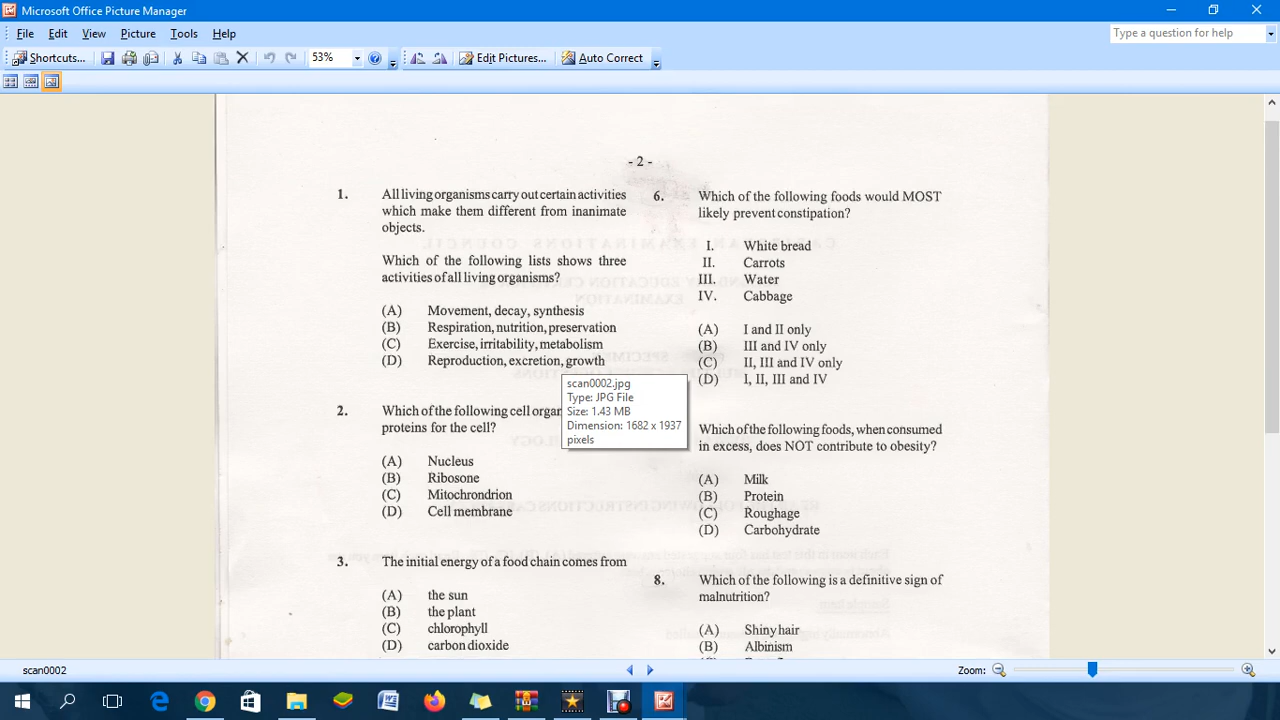 Microsoft Office Picture Manager
File Edit View Picture Tools Help
Type a question for help
Shortcuts...
53%
Edit Pictures...
Auto Correct
- 2 -
1. All living organisms carry out certain activities
which make them different from inanimate
objects.
Which of the following lists shows three
activities of all living organisms?
(A) Movement, decay, synthesis
(B) Respiration, nutrition, preservation
(C) Exercise, irritability, metabolism
(D) Reproduction, excretion, growth
scan0002.jpg
Type: JPG File
Size: 1.43 MB
Dimension: 1682 x 1937
pixels
2. Which of the following cell organ
proteins for the cell?
(A) Nucleus
(B) Ribosone
(C) Mitochrondrion
(D) Cell membrane
3. The initial energy of a food chain comes from
(A) the sun
(B) the plant
(C) chlorophyll
(D) carbon dioxide
6. Which of the following foods would MOST
likely prevent constipation?
I. White bread
II. Carrots
III. Water
IV. Cabbage
(A) I and II only
(B) III and IV only
(C) II, III and IV only
(D) I, II, III and IV
Which of the following foods, when consumed
in excess, does NOT contribute to obesity?
(A) Milk
(B) Protein
(C) Roughage
(D) Carbohydrate
8. Which of the following is a definitive sign of
malnutrition?
(A) Shiny hair
(B) Albinism
scan0002
Zoom: